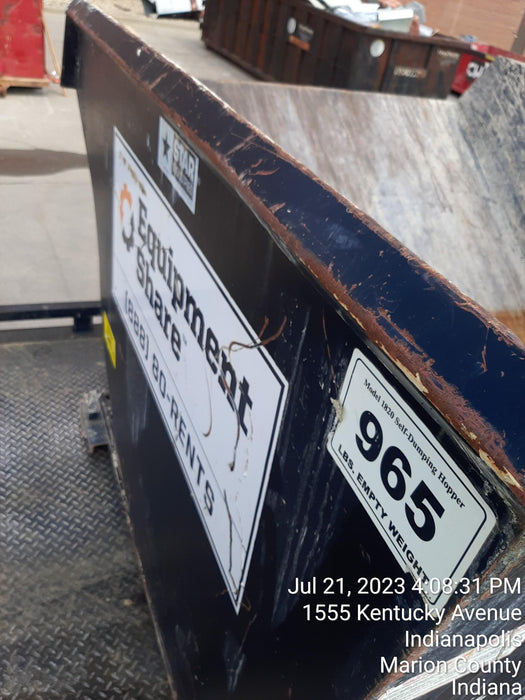 STAR
Equipment
Share
(888) 80-RENTS
Model 1820 Self-Dumping Hopper
965
LBS. EMPTY WEIGHT
Jul 21, 2023 4:08:31 PM
1555 Kentucky Avenue
Indianapolis
Marion County
Indiana